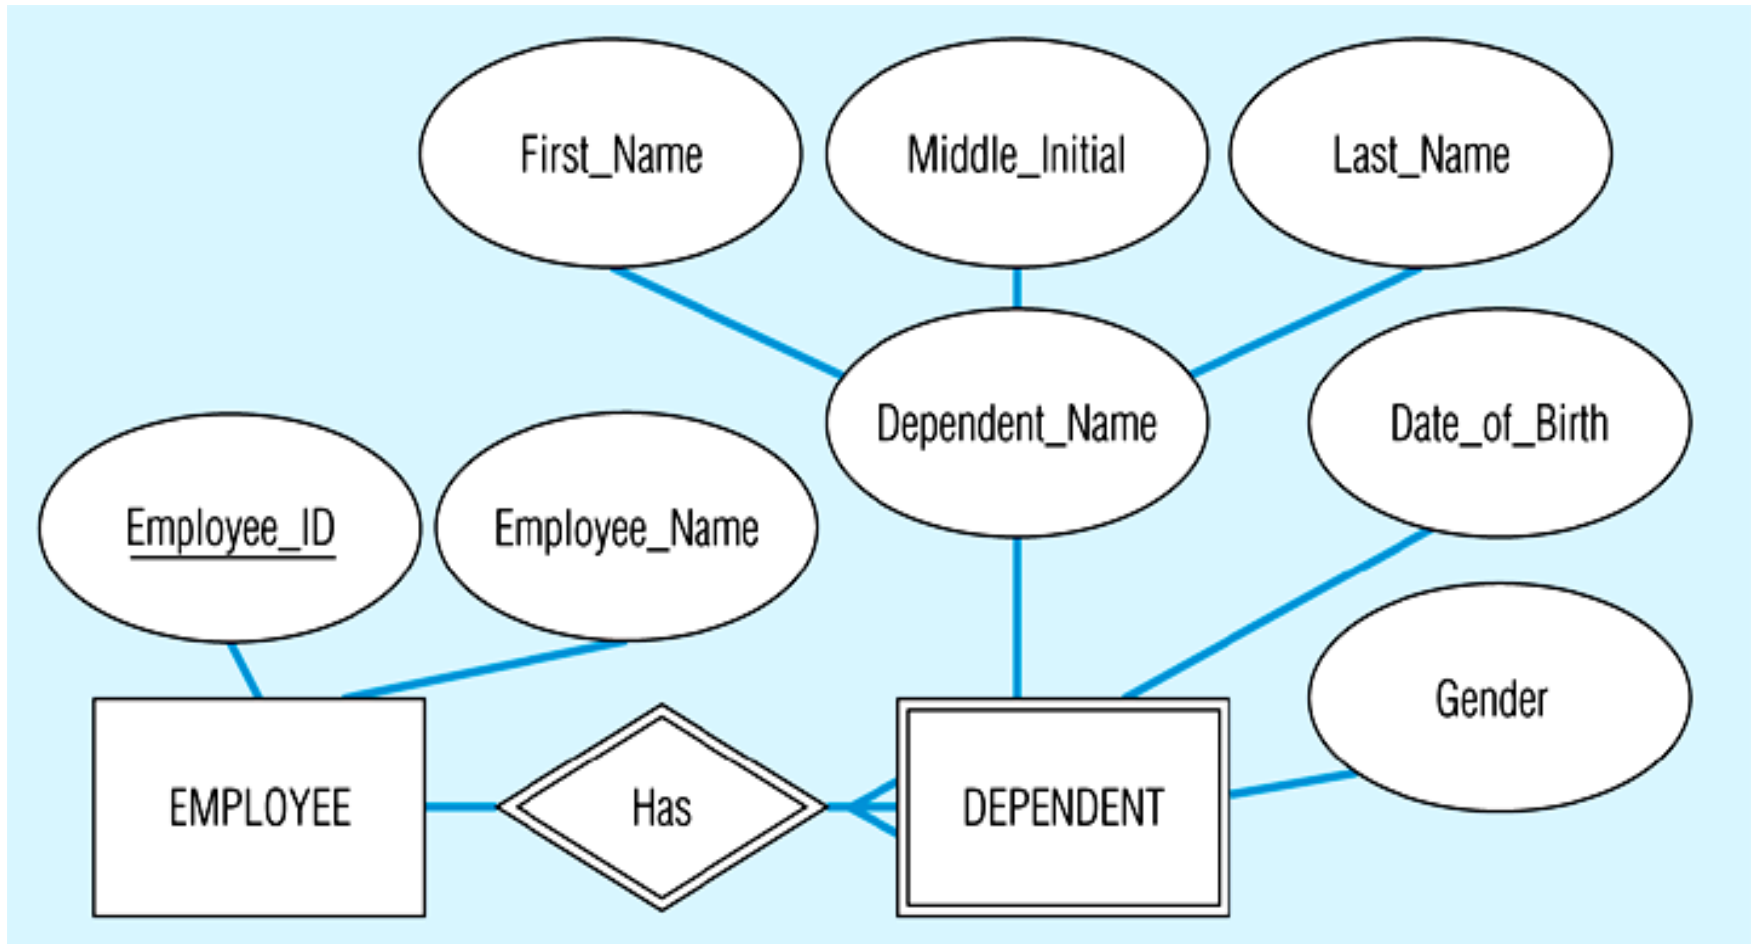 First_Name
Middle_Initial
Last_Name
Dependent_Name
Date_of_Birth
Employee_ID
Employee_Name
Gender
EMPLOYEE
Has
DEPENDENT